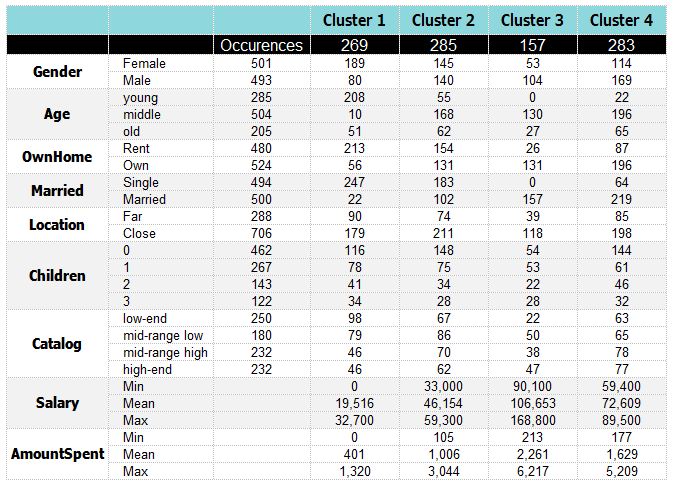 Cluster 1 Cluster 2 Cluster 3 Cluster 4
Occurences 269 285 157 283
Gender Female 501 189 145 53 114
Male 493 80 140 104 169
Age young 285 208 55 0 22
middle 504 10 168 130 196
old 205 51 62 27 65
OwnHome Rent 480 213 154 26 87
Own 524 56 131 131 196
Married Single 494 247 183 0 64
Married 500 22 102 157 219
Location Far 288 90 74 39 85
Close 706 179 211 118 198
Children 0 462 116 148 54 144
1 267 78 75 53 61
2 143 41 34 22 46
3 122 34 28 28 32
Catalog low-end 250 98 67 22 63
mid-range low 180 79 86 50 65
mid-range high 232 46 70 38 78
high-end 232 46 62 47 77
Salary Min 0 33,000 90,100 59,400
Mean 19,516 46,154 106,653 72,609
Max 32,700 59,300 168,800 89,500
AmountSpent Min 0 105 213 177
Mean 401 1,006 2,261 1,629
Max 1,320 3,044 6,217 5,209